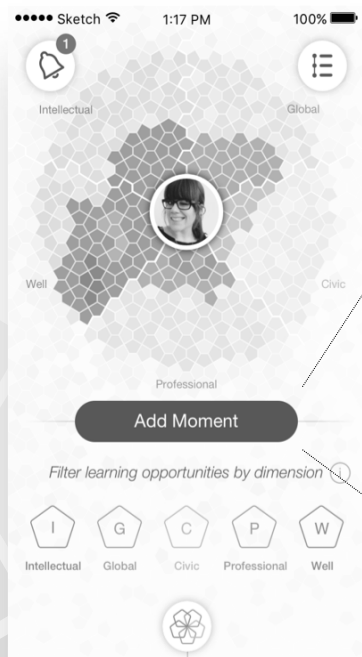 Sketch 1:17 PM 100%
1
Intellectual Global
Well Civic
Professional
Add Moment
Filter learning opportunities by dimension i
I G C P W
Intellectual Global Civic Professional Well